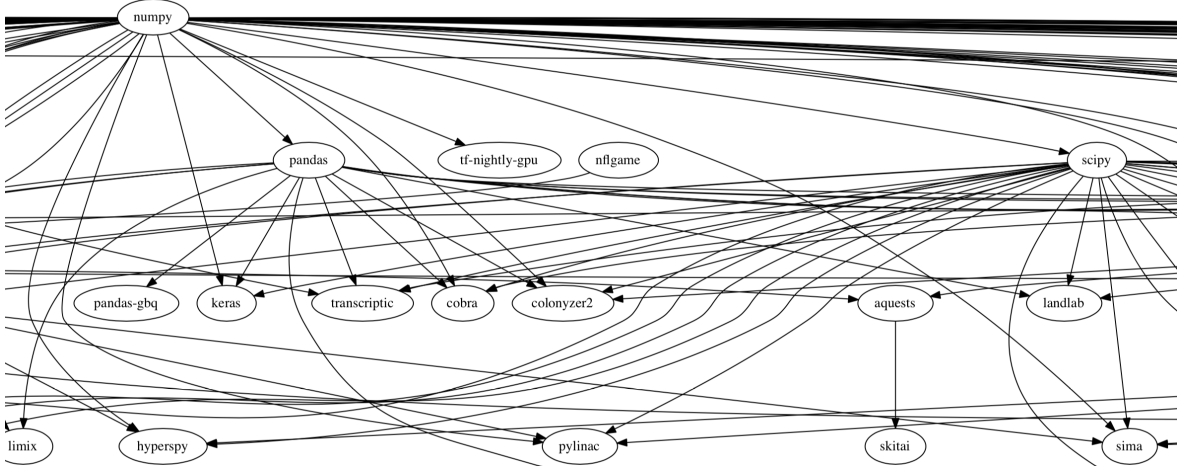 numpy
pandas
tf-nightly-gpu
nflgame
scipy
pandas-gbq
keras
transcriptic
cobra
colonyzer2
aquests
landlab
limix
hyperspy
pylinac
skitai
sima